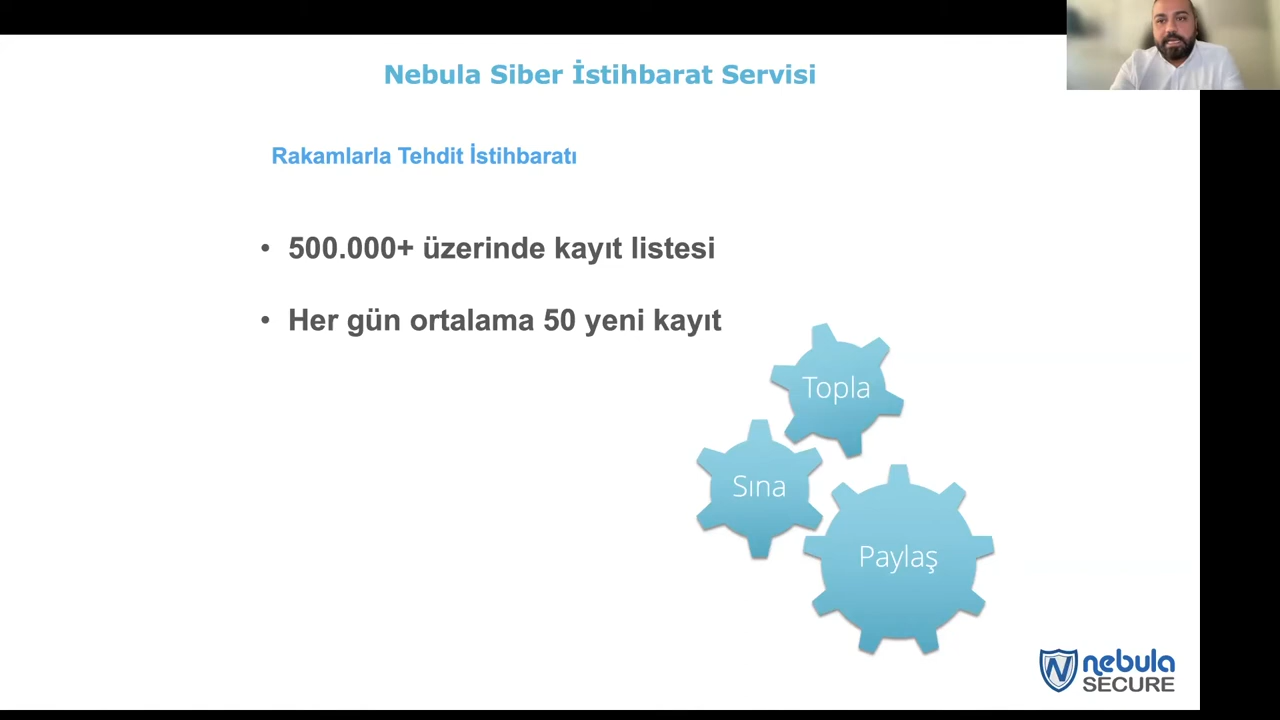 Nebula Siber İstihbarat Servisi
Rakamlarla Tehdit İstihbaratı
• 500.000+ üzerinde kayıt listesi
• Her gün ortalama 50 yeni kayıt
Topla
Sına
Paylaş
N nebula
SECURE